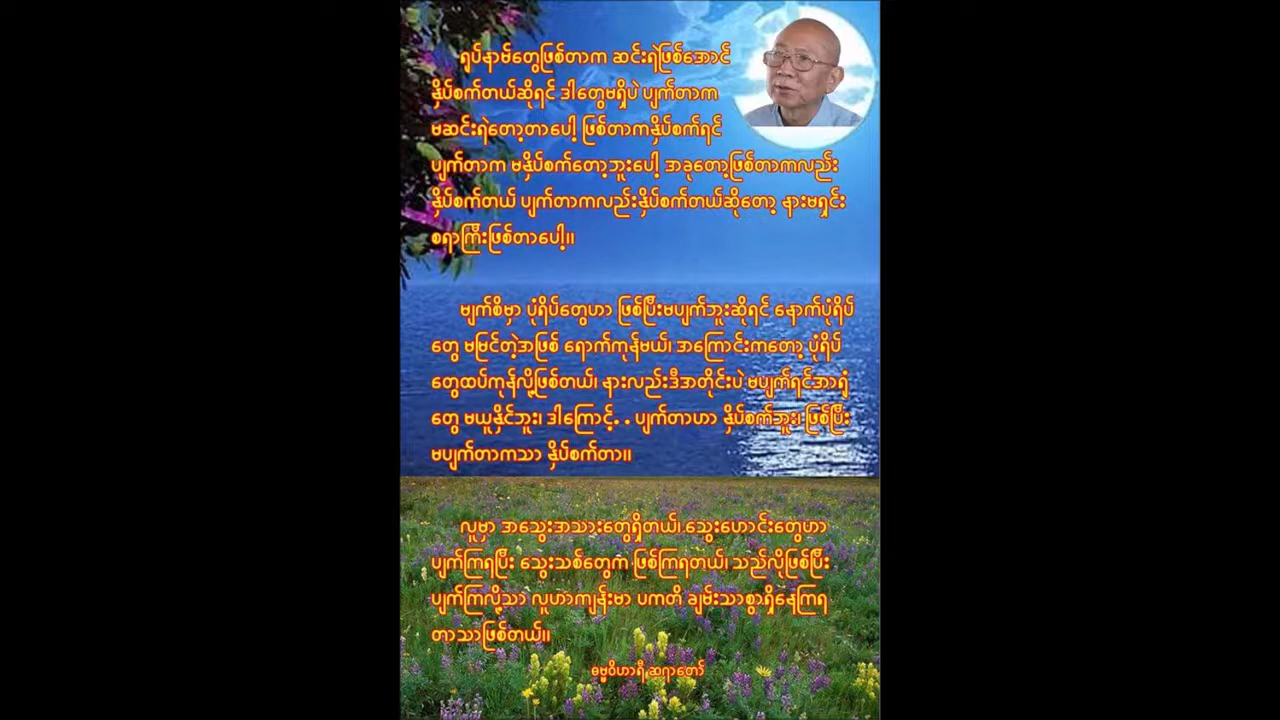 ရုပ်နာမ်တွေဖြစ်တာက ဆင်းရဲဖြစ်အောင်
နှိပ်စက်တယ်ဆိုရင် ဒါတွေမရှိပဲ ပျက်တာက
မဆင်းရဲတော့တာပေါ့ ဖြစ်တာကနှိပ်စက်ရင်
ပျက်တာက မနှိပ်စက်တော့ဘူးပေါ့ အခုတော့ဖြစ်တာကလည်း
နှိပ်စက်တယ် ပျက်တာကလည်းနှိပ်စက်တယ်ဆိုတော့ နားမရှင်း
စရာကြီးဖြစ်တာပေါ့။
မျက်စိမှာ ပုံရိပ်တွေဟာ ဖြစ်ပြီးမပျက်ဘူးဆိုရင် နောက်ပုံရိပ်
တွေ မမြင်တဲ့အဖြစ် ရောက်ကုန်မယ်၊ အကြောင်းကတော့ ပုံရိပ်
တွေထပ်ကုန်လို့ဖြစ်တယ်၊ နားလည်းဒီအတိုင်းပဲ မပျက်ရင်အာရုံ
တွေ မယူနိုင်ဘူး၊ ဒါကြောင့်. . ပျက်တာဟာ နှိပ်စက်ဘူး၊ ဖြစ်ပြီး
မပျက်တာကသာ နှိပ်စက်တာ။
လူမှာ အသွေးအသားတွေရှိတယ်၊ သွေးဟောင်းတွေဟာ
ပျက်ကြရပြီး သွေးသစ်တွေက ဖြစ်ကြရတယ်၊ သည်လိုဖြစ်ပြီး
ပျက်ကြလို့သာ လူဟာကျန်းမာ ပကတိ ချမ်းသာစွာရှိနေကြရ
တာသာဖြစ်တယ်။
ဓမ္မဝိဟာရီ ဆရာတော်